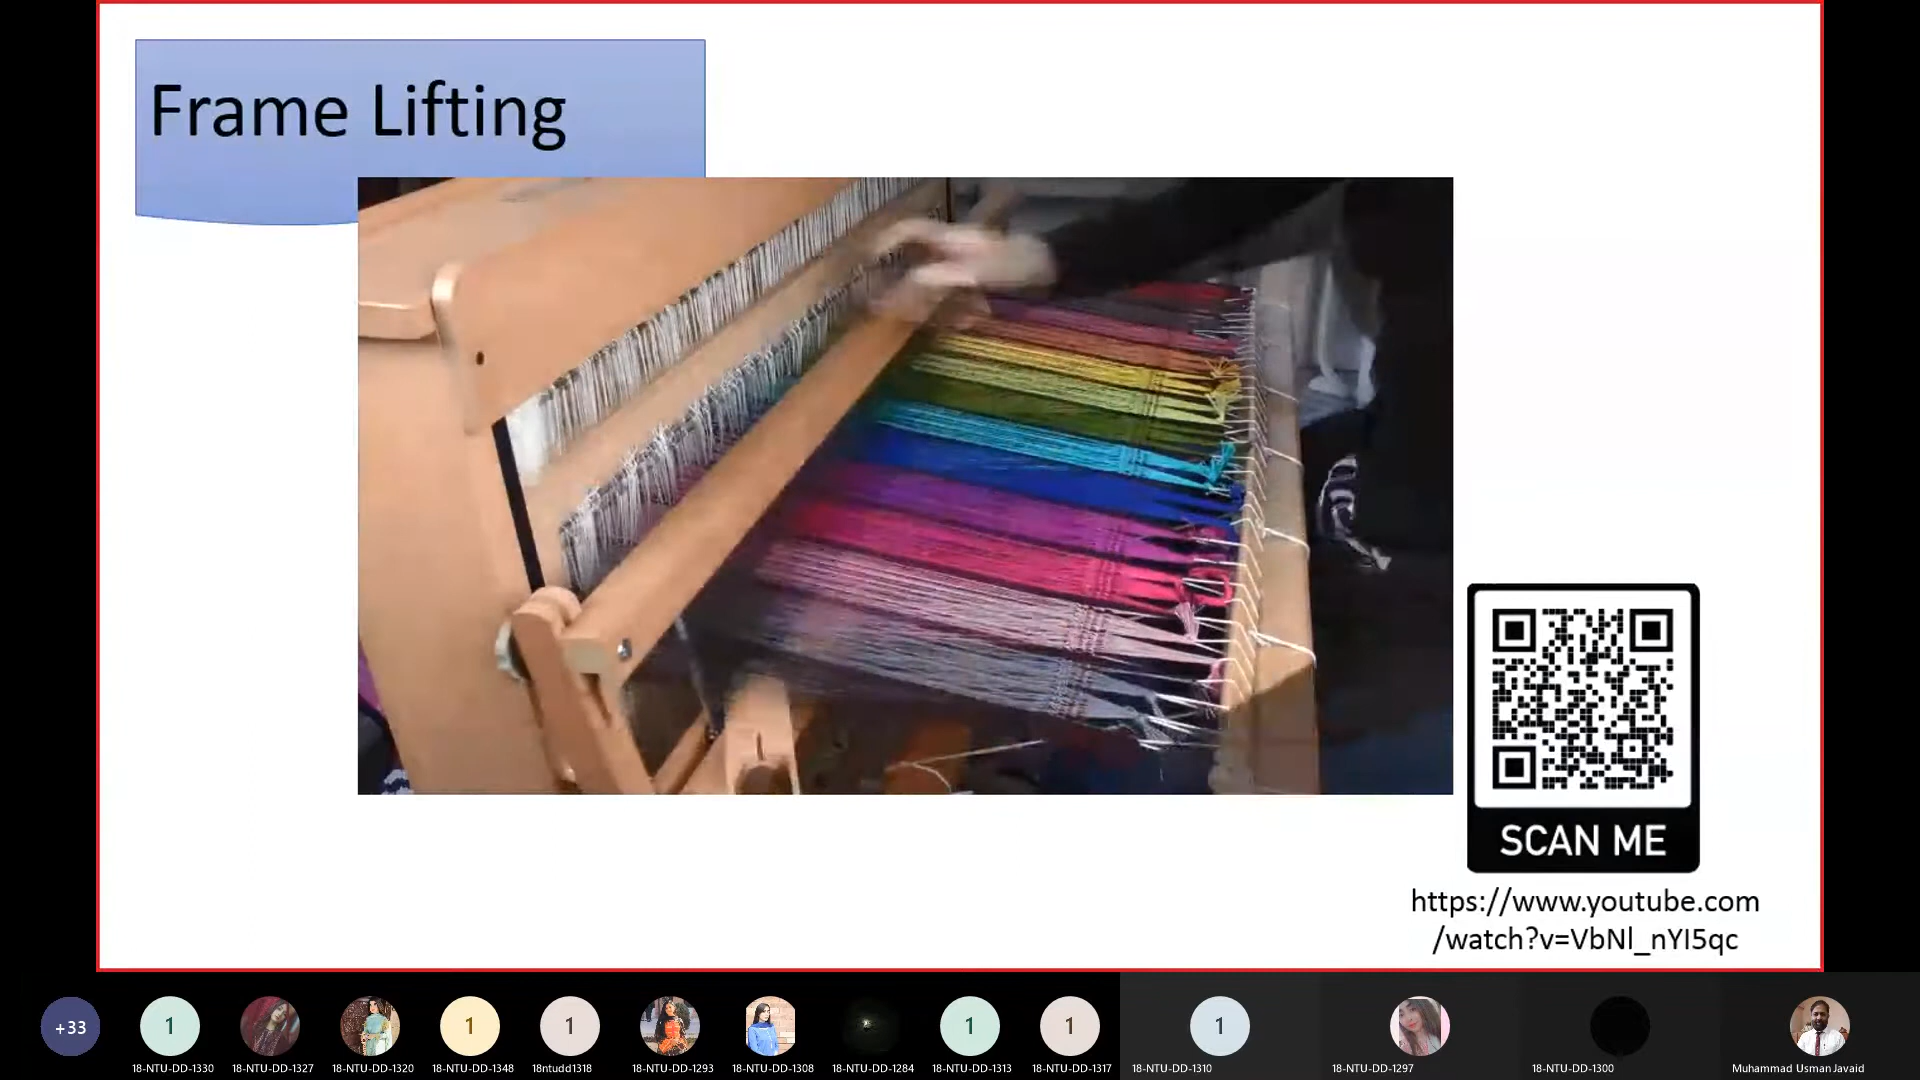 Frame Lifting
SCAN ME
https://www.youtube.com
/watch?v=VbNl_nYI5qc
+33
1
1
1
1
1
1
18-NTU-DD-1330
18-NTU-DD-1327
18-NTU-DD-1320
18-NTU-DD-1348
18ntudd1318
18-NTU-DD-1293
18-NTU-DD-1308
18-NTU-DD-1284
18-NTU-DD-1313
18-NTU-DD-1317
18-NTU-DD-1310
18-NTU-DD-1297
18-NTU-DD-1300
Muhammad Usman Javaid